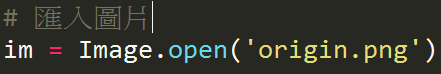 # 匯入圖片
im = Image.open('origin.png')